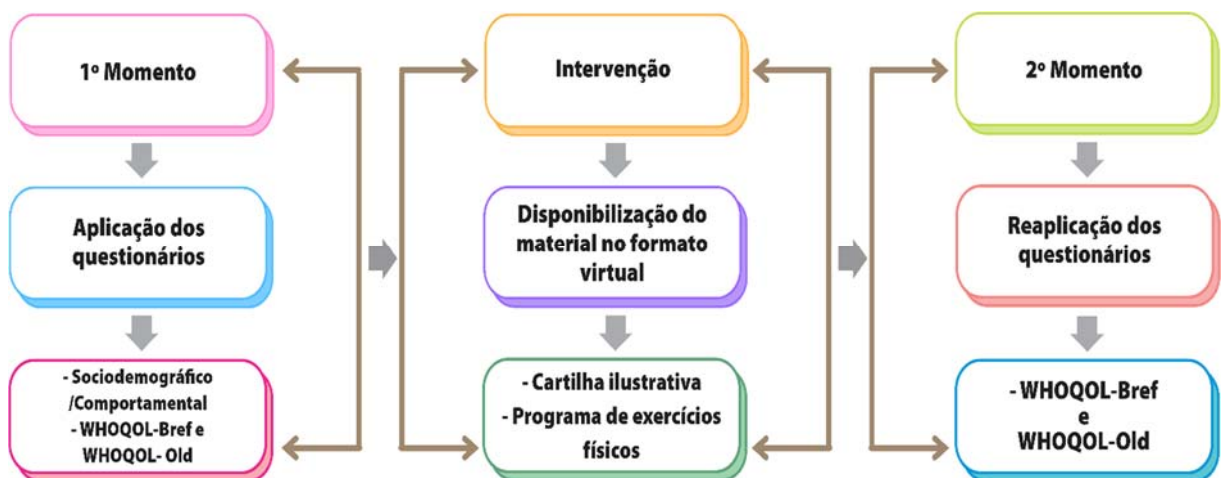 1º Momento
Aplicação dos
questionários
- Sociodemográfico
/Comportamental
- WHOQOL-Bref e
WHOQOL- Old
Intervenção
Disponibilização do
material no formato
virtual
- Cartilha ilustrativa
- Programa de exercícios
físicos
2º Momento
Reaplicação dos
questionários
- WHOQOL-Bref
e
WHOQOL-Old